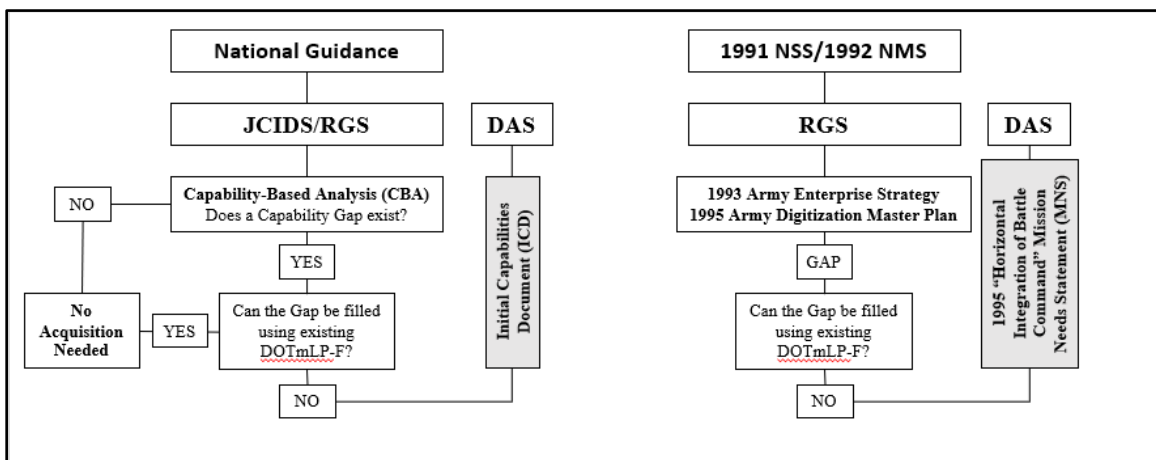 National Guidance
JCIDS/RGS
DAS
Capability-Based Analysis (CBA)
Does a Capability Gap exist?
NO
YES
No
Acquisition
Needed
YES
Can the Gap be filled
using existing
DOTmLP-F?
NO
Initial Capabilities
Document (ICD)
1991 NSS/1992 NMS
RGS
DAS
1993 Army Enterprise Strategy
1995 Army Digitization Master Plan
GAP
Can the Gap be filled
using existing
DOTmLP-F?
NO
1995 “Horizontal
Integration of Battle
Command” Mission
Needs Statement (MNS)